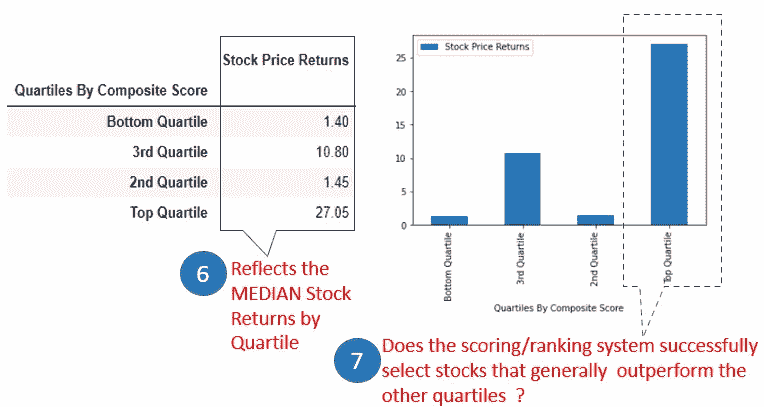 Stock Price Returns
Quartiles By Composite Score
Bottom Quartile 1.40
3rd Quartile 10.80
2nd Quartile 1.45
Top Quartile 27.05
6 Reflects the
MEDIAN Stock
Returns by
Quartile
Stock Price Returns
25
20
15
10
5
0
Bottom Quartile
3rd Quartile
2nd Quartile
Top Quartile
Quartiles By Composite Score
7 Does the scoring/ranking system successfully
select stocks that generally outperform the
other quartiles ?